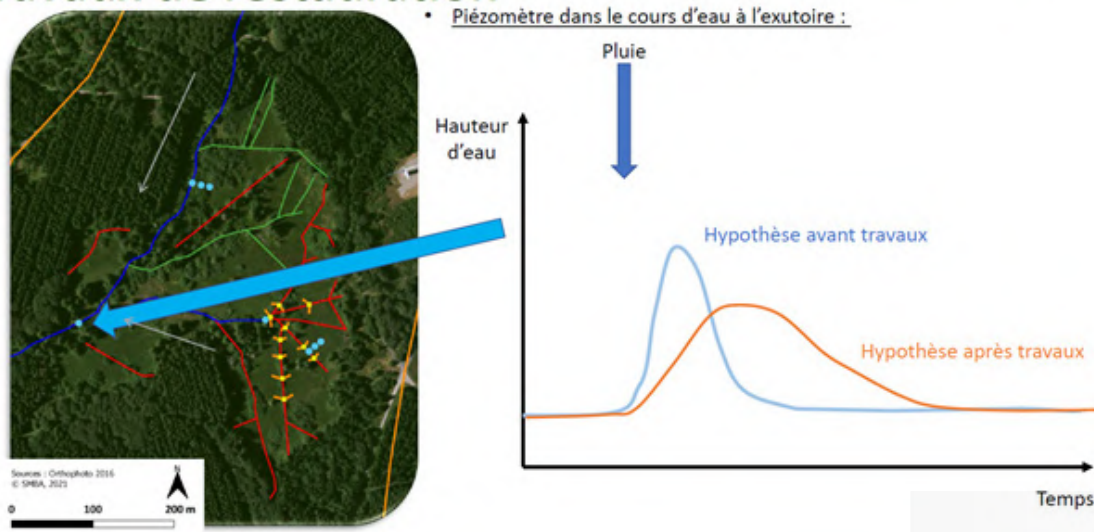 • Piézomètre dans le cours d'eau à l'exutoire :
Pluie
Hauteur
d'eau
Hypothèse avant travaux
Hypothèse après travaux
Temps
Sources : Orthophoto 2016
© SMBA, 2021
N
0 100 200 m